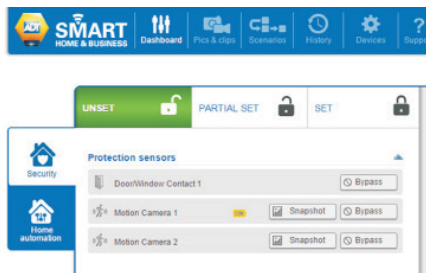 ADT SMART
HOME & BUSINESS
Dashboard
Pics & clips
Scenarios
History
Devices
UNSET
PARTIAL SET
SET
Security
Home automation
Protection sensors
Door/Window Contact 1
Bypass
Motion Camera 1
Snapshot
Bypass
Motion Camera 2
Snapshot
Bypass